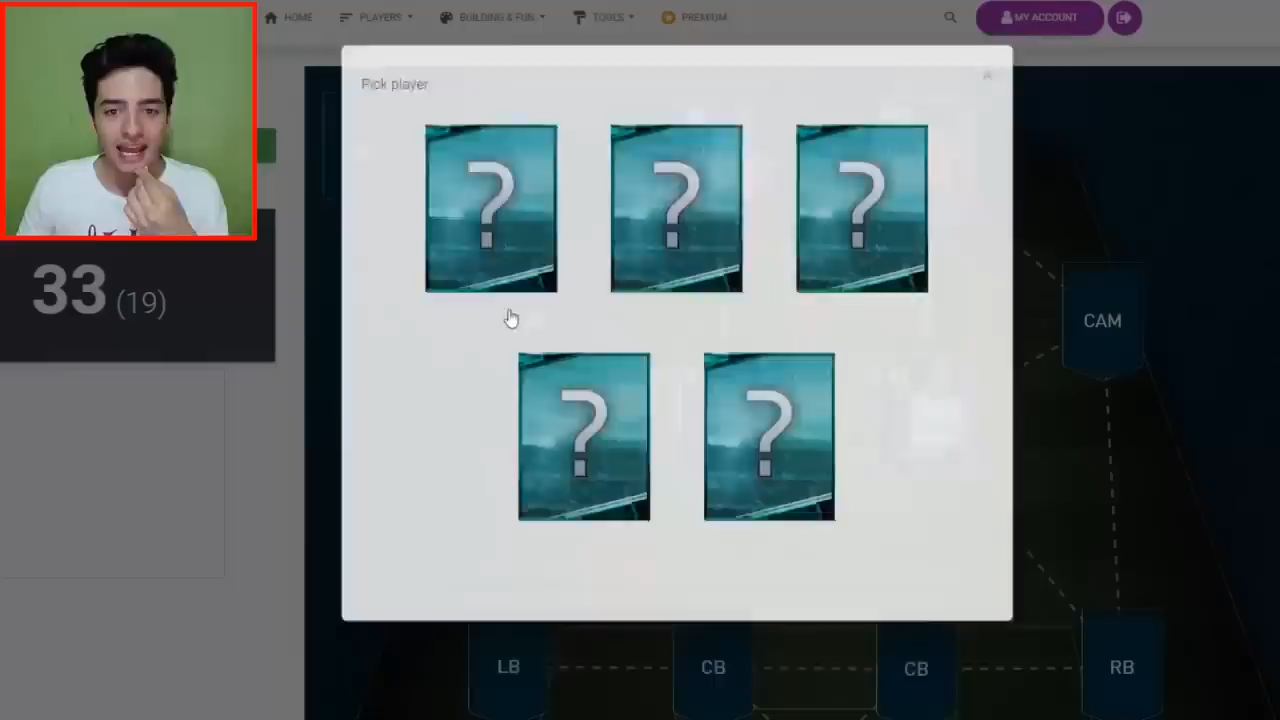 HOME PLAYERS BUILDING & FUN TOOLS PREMIUM MY ACCOUNT
Pick player
? ? ?
33 (19)
CAM
? ?
LB CB CB RB